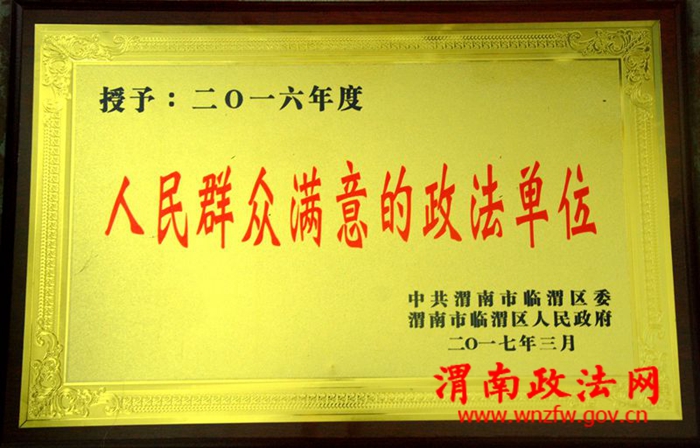 授予：二〇一六年度
人民群众满意的政法单位
中共渭南市临渭区委
渭南市临渭区人民政府
二〇一七年三月
渭南政法网
www.wnzfw.gov.cn